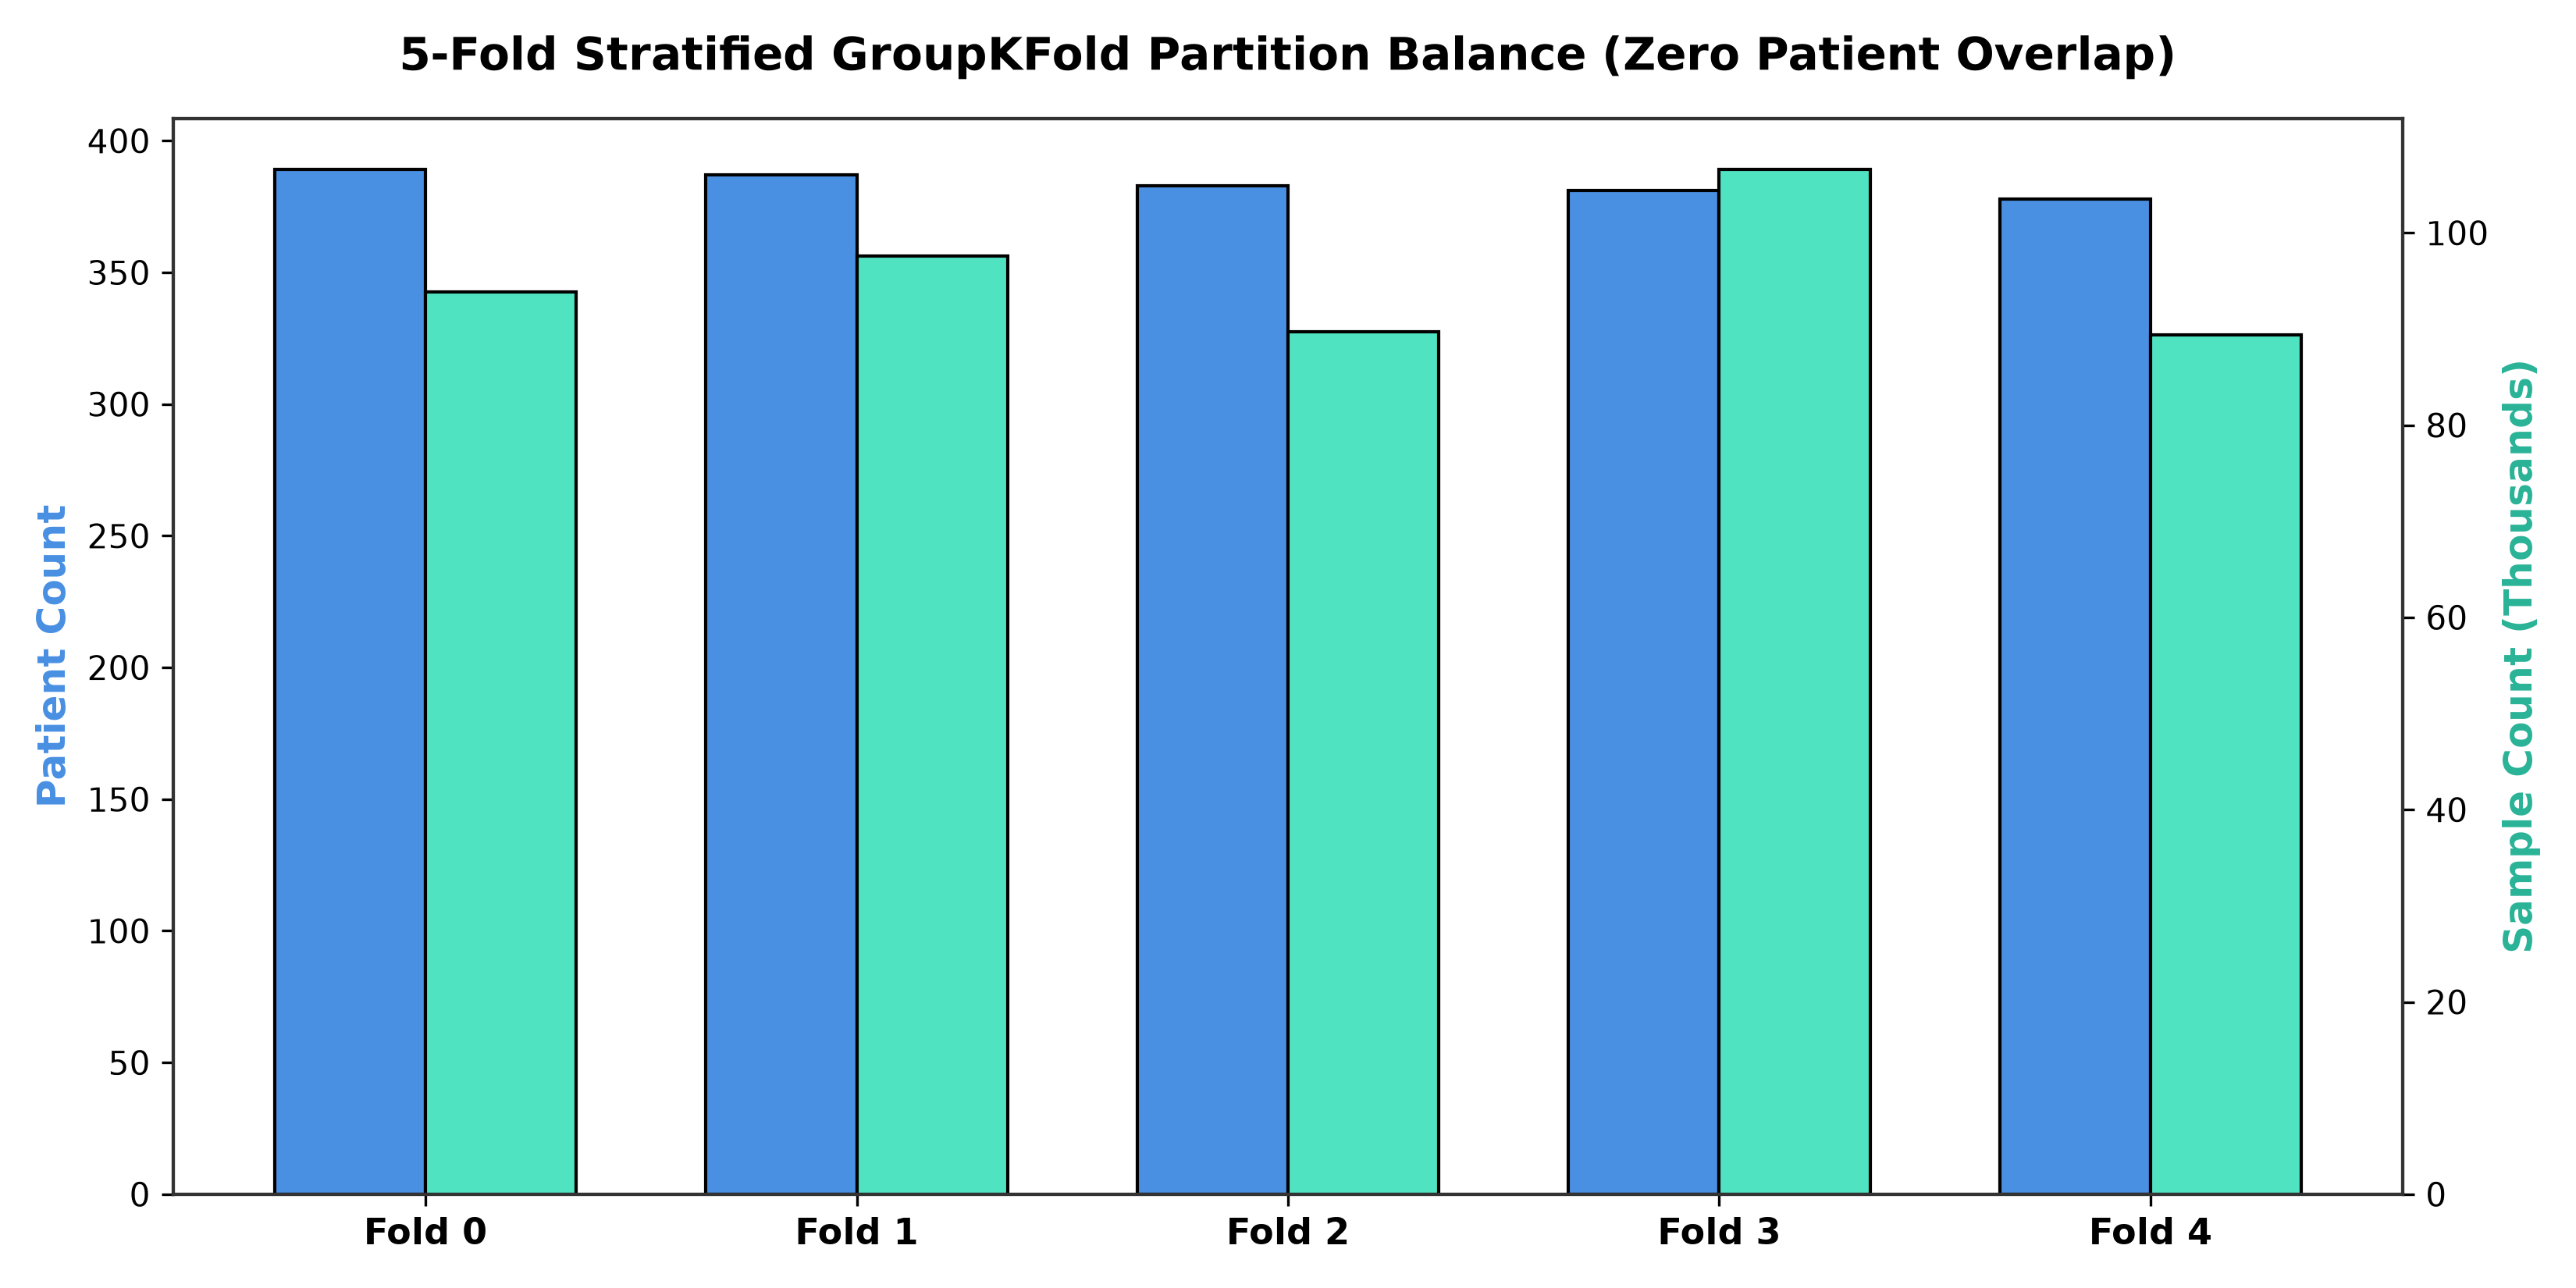 5-Fold Stratified GroupKFold Partition Balance (Zero Patient Overlap)
Patient Count
400
350
300
250
200
150
100
50
0
100
80
60
40
20
0
Sample Count (Thousands)
Fold 0
Fold 1
Fold 2
Fold 3
Fold 4